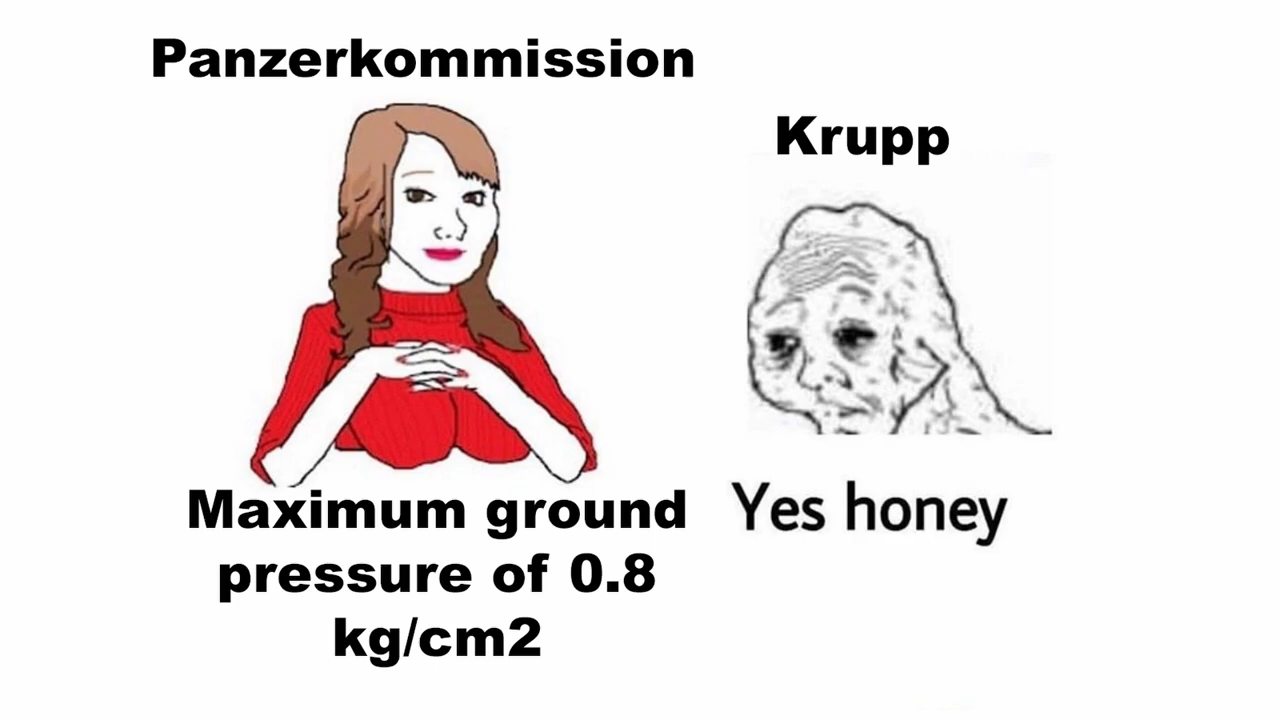 Panzerkommission
Krupp
Maximum ground
pressure of 0.8
kg/cm2
Yes honey